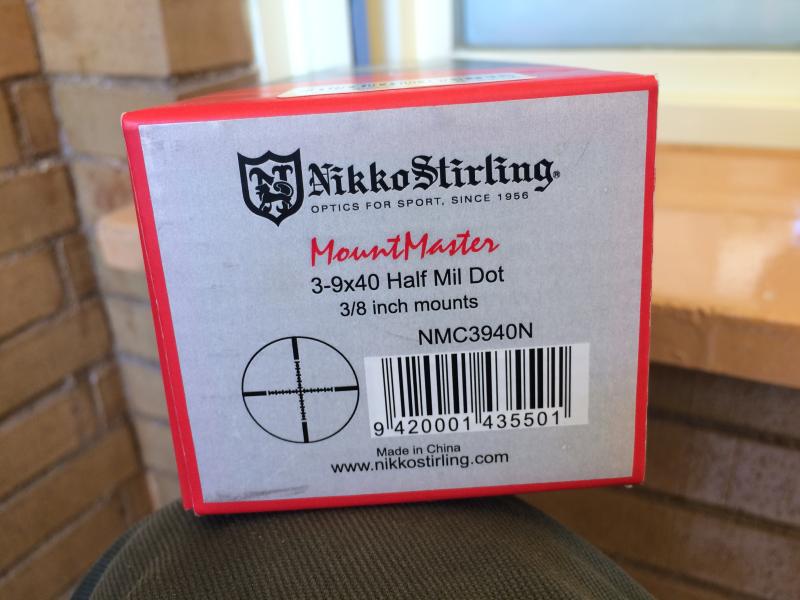 NikkoStirling®
OPTICS FOR SPORT, SINCE 1956
MountMaster
3-9x40 Half Mil Dot
3/8 inch mounts
NMC3940N
9 420001 435501
Made in China
www.nikkostirling.com